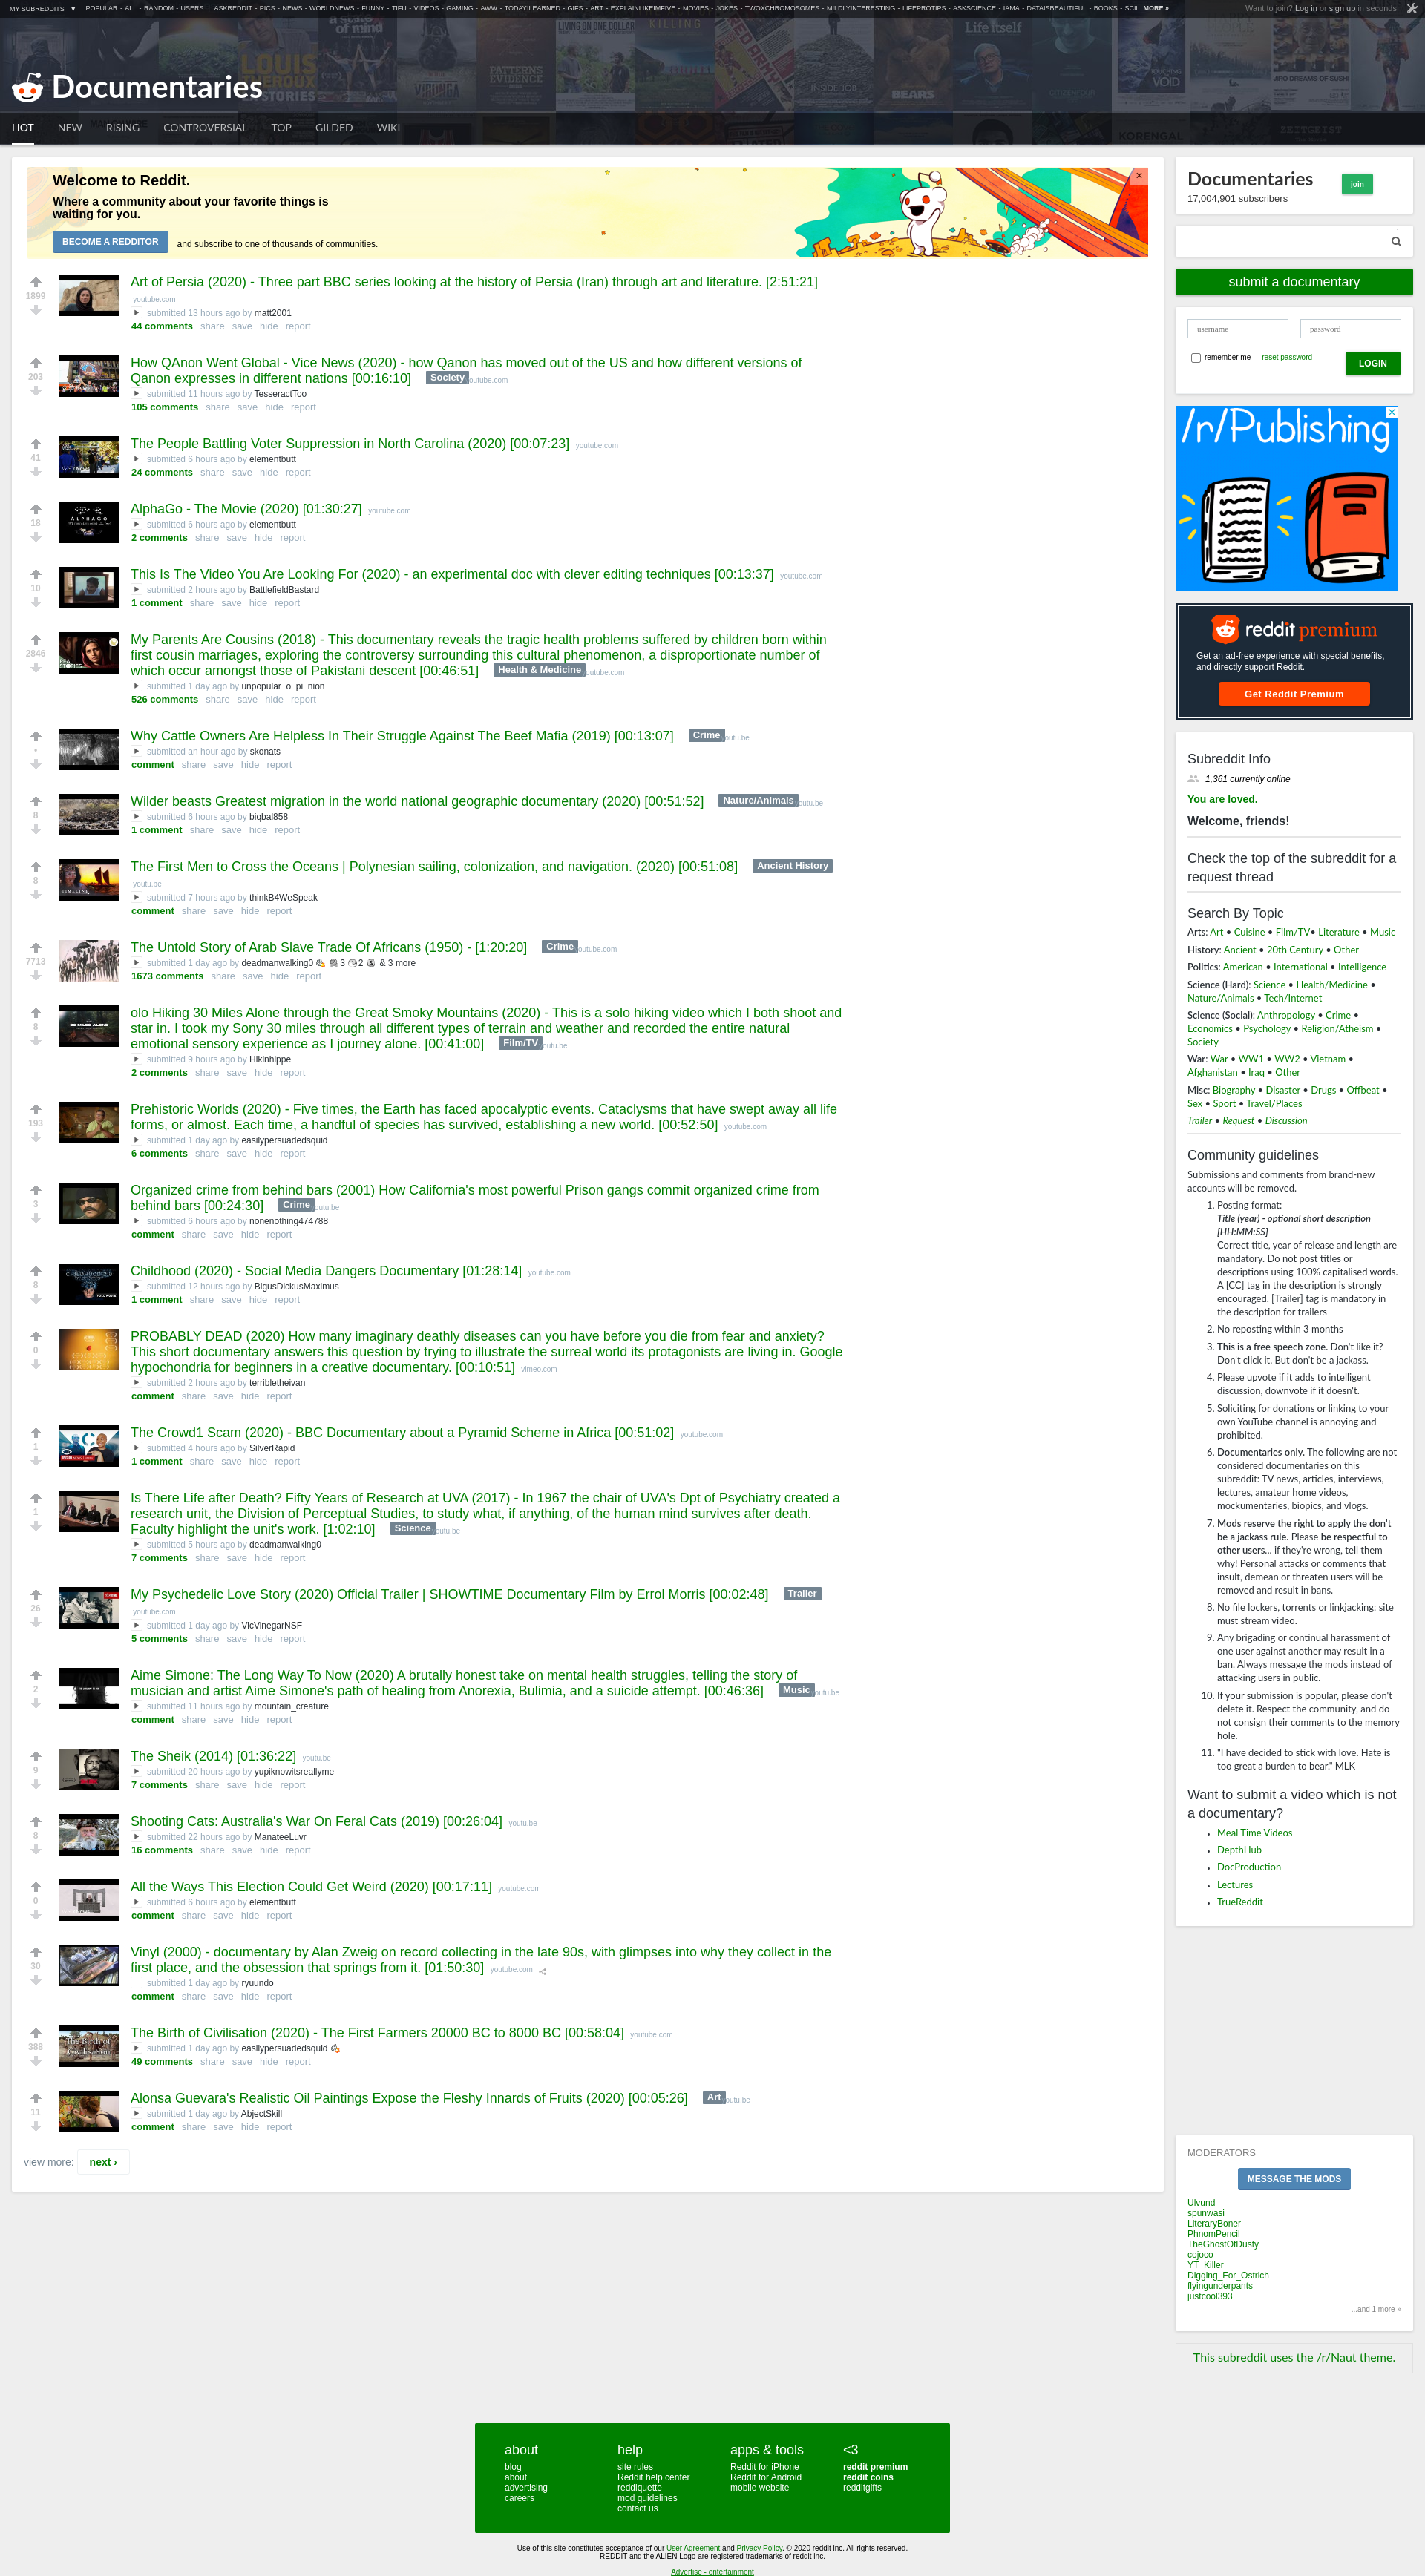 MY SUBREDDITS ▼ POPULAR - ALL - RANDOM - USERS | ASKREDDIT - PICS - NEWS - WORLDNEWS - FUNNY - TIFU - VIDEOS - GAMING - AWW - TODAYILEARNED - GIFS - ART - EXPLAINLIKEIMFIVE - MOVIES - JOKES - TWOXCHROMOSOMES - MILDLYINTERESTING - LIFEPROTIPS - ASKSCIENCE - IAMA - DATAISBEAUTIFUL - BOOKS - SCI MORE »
Want to join? Log in or sign up in seconds. |
Documentaries
HOT NEW RISING CONTROVERSIAL TOP GILDED WIKI
Welcome to Reddit.
Where a community about your favorite things is
waiting for you.
BECOME A REDDITOR and subscribe to one of thousands of communities.
1899
Art of Persia (2020) - Three part BBC series looking at the history of Persia (Iran) through art and literature. [2:51:21]
youtube.com
submitted 13 hours ago by matt2001
44 comments share save hide report
203
How QAnon Went Global - Vice News (2020) - how Qanon has moved out of the US and how different versions of
Qanon expresses in different nations [00:16:10] Society outube.com
submitted 11 hours ago by TesseractToo
105 comments share save hide report
41
The People Battling Voter Suppression in North Carolina (2020) [00:07:23] youtube.com
submitted 6 hours ago by elementbutt
24 comments share save hide report
18
AlphaGo - The Movie (2020) [01:30:27] youtube.com
submitted 6 hours ago by elementbutt
2 comments share save hide report
10
This Is The Video You Are Looking For (2020) - an experimental doc with clever editing techniques [00:13:37] youtube.com
submitted 2 hours ago by BattlefieldBastard
1 comment share save hide report
2846
My Parents Are Cousins (2018) - This documentary reveals the tragic health problems suffered by children born within
first cousin marriages, exploring the controversy surrounding this cultural phenomenon, a disproportionate number of
which occur amongst those of Pakistani descent [00:46:51] Health & Medicine outube.com
submitted 1 day ago by unpopular_o_pi_nion
526 comments share save hide report
•
Why Cattle Owners Are Helpless In Their Struggle Against The Beef Mafia (2019) [00:13:07] Crime outu.be
submitted an hour ago by skonats
comment share save hide report
8
Wilder beasts Greatest migration in the world national geographic documentary (2020) [00:51:52] Nature/Animals outu.be
submitted 6 hours ago by biqbal858
1 comment share save hide report
8
The First Men to Cross the Oceans | Polynesian sailing, colonization, and navigation. (2020) [00:51:08] Ancient History
youtu.be
submitted 7 hours ago by thinkB4WeSpeak
comment share save hide report
7713
The Untold Story of Arab Slave Trade Of Africans (1950) - [1:20:20] Crime outube.com
submitted 1 day ago by deadmanwalking0 3 2 & 3 more
1673 comments share save hide report
8
olo Hiking 30 Miles Alone through the Great Smoky Mountains (2020) - This is a solo hiking video which I both shoot and
star in. I took my Sony 30 miles through all different types of terrain and weather and recorded the entire natural
emotional sensory experience as I journey alone. [00:41:00] Film/TV outu.be
submitted 9 hours ago by Hikinhippe
2 comments share save hide report
193
Prehistoric Worlds (2020) - Five times, the Earth has faced apocalyptic events. Cataclysms that have swept away all life
forms, or almost. Each time, a handful of species has survived, establishing a new world. [00:52:50] youtube.com
submitted 1 day ago by easilypersuadedsquid
6 comments share save hide report
3
Organized crime from behind bars (2001) How California's most powerful Prison gangs commit organized crime from
behind bars [00:24:30] Crime outu.be
submitted 6 hours ago by nonenothing474788
comment share save hide report
8
Childhood (2020) - Social Media Dangers Documentary [01:28:14] youtube.com
submitted 12 hours ago by BigusDickusMaximus
1 comment share save hide report
0
PROBABLY DEAD (2020) How many imaginary deathly diseases can you have before you die from fear and anxiety?
This short documentary answers this question by trying to illustrate the surreal world its protagonists are living in. Google
hypochondria for beginners in a creative documentary. [00:10:51] vimeo.com
submitted 2 hours ago by terribletheivan
comment share save hide report
1
The Crowd1 Scam (2020) - BBC Documentary about a Pyramid Scheme in Africa [00:51:02] youtube.com
submitted 4 hours ago by SilverRapid
1 comment share save hide report
1
Is There Life after Death? Fifty Years of Research at UVA (2017) - In 1967 the chair of UVA's Dpt of Psychiatry created a
research unit, the Division of Perceptual Studies, to study what, if anything, of the human mind survives after death.
Faculty highlight the unit's work. [1:02:10] Science outu.be
submitted 5 hours ago by deadmanwalking0
7 comments share save hide report
26
My Psychedelic Love Story (2020) Official Trailer | SHOWTIME Documentary Film by Errol Morris [00:02:48] Trailer
youtube.com
submitted 1 day ago by VicVinegarNSF
5 comments share save hide report
2
Aime Simone: The Long Way To Now (2020) A brutally honest take on mental health struggles, telling the story of
musician and artist Aime Simone's path of healing from Anorexia, Bulimia, and a suicide attempt. [00:46:36] Music outu.be
submitted 11 hours ago by mountain_creature
comment share save hide report
9
The Sheik (2014) [01:36:22] youtu.be
submitted 20 hours ago by yupiknowitsreallyme
7 comments share save hide report
8
Shooting Cats: Australia's War On Feral Cats (2019) [00:26:04] youtu.be
submitted 22 hours ago by ManateeLuvr
16 comments share save hide report
0
All the Ways This Election Could Get Weird (2020) [00:17:11] youtube.com
submitted 6 hours ago by elementbutt
comment share save hide report
30
Vinyl (2000) - documentary by Alan Zweig on record collecting in the late 90s, with glimpses into why they collect in the
first place, and the obsession that springs from it. [01:50:30] youtube.com
submitted 1 day ago by ryuundo
comment share save hide report
388
The Birth of Civilisation (2020) - The First Farmers 20000 BC to 8000 BC [00:58:04] youtube.com
submitted 1 day ago by easilypersuadedsquid
49 comments share save hide report
11
Alonsa Guevara's Realistic Oil Paintings Expose the Fleshy Innards of Fruits (2020) [00:05:26] Art outu.be
submitted 1 day ago by AbjectSkill
comment share save hide report
view more: next ›
Documentaries join
17,004,901 subscribers
submit a documentary
username password
remember me reset password LOGIN
/r/Publishing
reddit premium
Get an ad-free experience with special benefits,
and directly support Reddit.
Get Reddit Premium
Subreddit Info
1,361 currently online
You are loved.
Welcome, friends!
Check the top of the subreddit for a
request thread
Search By Topic
Arts: Art • Cuisine • Film/TV• Literature • Music
History: Ancient • 20th Century • Other
Politics: American • International • Intelligence
Science (Hard): Science • Health/Medicine •
Nature/Animals • Tech/Internet
Science (Social): Anthropology • Crime •
Economics • Psychology • Religion/Atheism •
Society
War: War • WW1 • WW2 • Vietnam •
Afghanistan • Iraq • Other
Misc: Biography • Disaster • Drugs • Offbeat •
Sex • Sport • Travel/Places
Trailer • Request • Discussion
Community guidelines
Submissions and comments from brand-new
accounts will be removed.
1. Posting format:
Title (year) - optional short description
[HH:MM:SS]
Correct title, year of release and length are
mandatory. Do not post titles or
descriptions using 100% capitalised words.
A [CC] tag in the description is strongly
encouraged. [Trailer] tag is mandatory in
the description for trailers
2. No reposting within 3 months
3. This is a free speech zone. Don't like it?
Don't click it. But don't be a jackass.
4. Please upvote if it adds to intelligent
discussion, downvote if it doesn't.
5. Soliciting for donations or linking to your
own YouTube channel is annoying and
prohibited.
6. Documentaries only. The following are not
considered documentaries on this
subreddit: TV news, articles, interviews,
lectures, amateur home videos,
mockumentaries, biopics, and vlogs.
7. Mods reserve the right to apply the don't
be a jackass rule. Please be respectful to
other users... if they're wrong, tell them
why! Personal attacks or comments that
insult, demean or threaten users will be
removed and result in bans.
8. No file lockers, torrents or linkjacking: site
must stream video.
9. Any brigading or continual harassment of
one user against another may result in a
ban. Always message the mods instead of
attacking users in public.
10. If your submission is popular, please don't
delete it. Respect the community, and do
not consign their comments to the memory
hole.
11. "I have decided to stick with love. Hate is
too great a burden to bear." MLK
Want to submit a video which is not
a documentary?
• Meal Time Videos
• DepthHub
• DocProduction
• Lectures
• TrueReddit
MODERATORS
MESSAGE THE MODS
Ulvund
spunwasi
LiteraryBoner
PhnomPencil
TheGhostOfDusty
cojoco
YT_Killer
Digging_For_Ostrich
flyingunderpants
justcool393
...and 1 more »
This subreddit uses the /r/Naut theme.
about
blog
about
advertising
careers
help
site rules
Reddit help center
reddiquette
mod guidelines
contact us
apps & tools
Reddit for iPhone
Reddit for Android
mobile website
<3
reddit premium
reddit coins
redditgifts
Use of this site constitutes acceptance of our User Agreement and Privacy Policy. © 2020 reddit inc. All rights reserved.
REDDIT and the ALIEN Logo are registered trademarks of reddit inc.
Advertise - entertainment